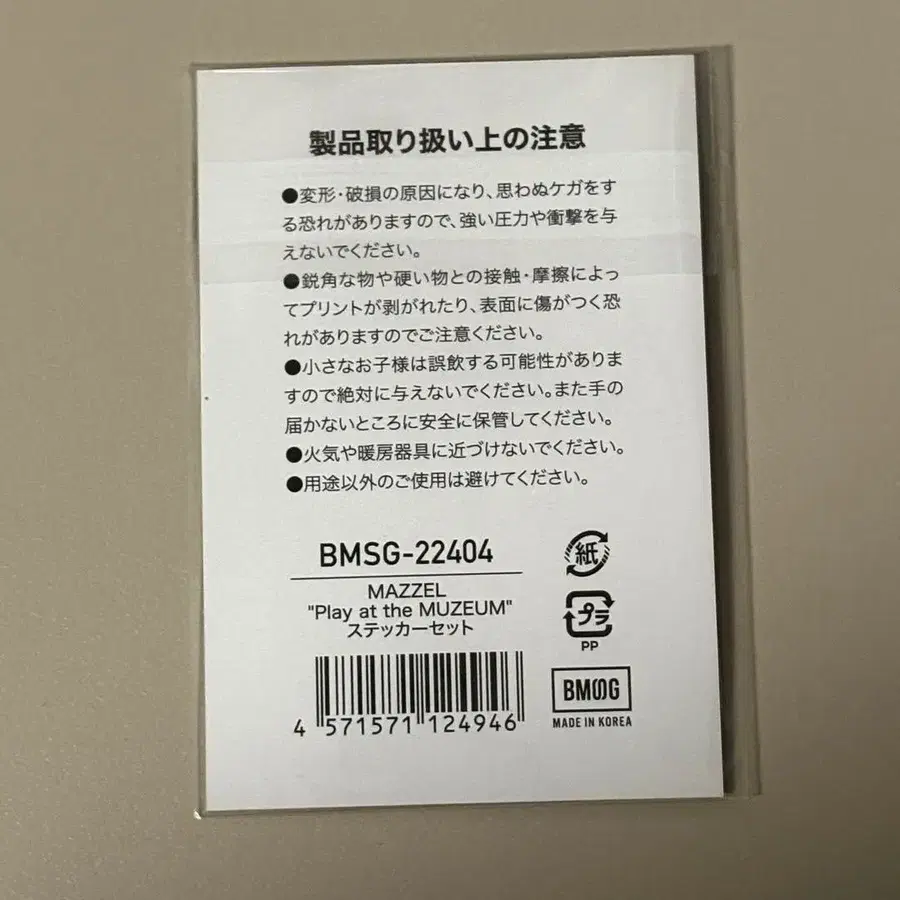 製品取り扱い上の注意
●変形・破損の原因になり、思わぬケガをす
る恐れがありますので、強い圧力や衝撃を与
えないでください。
●鋭角な物や硬い物との接触・摩擦によっ
てプリントが剥がれたり、表面に傷がつく恐
れがありますのでご注意ください。
●小さなお子様は誤飲する可能性がありま
すので絶対に与えないでください。また手の
届かないところに安全に保管してください。
●火気や暖房器具に近づけないでください。
●用途以外のご使用は避けてください。
BMSG-22404
MAZZEL
"Play at the MUZEUM"
ステッカーセット
4 571571 124946
紙
プラ
PP
BMSG
MADE IN KOREA